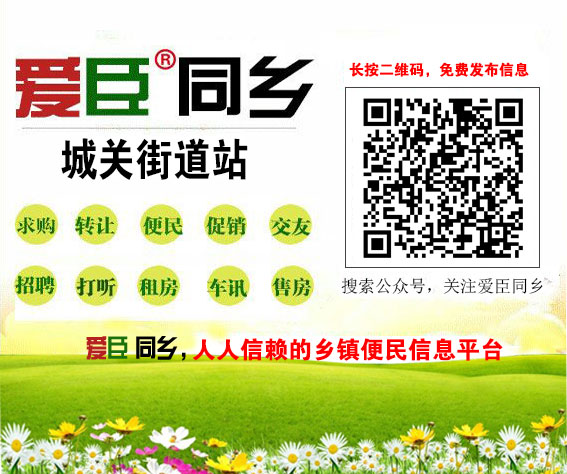 爱臣®同乡
城关街道站
求购 转让 便民 促销 交友
招聘 打听 租房 车讯 售房
长按二维码，免费发布信息
搜索公众号，关注爱臣同乡
爱臣同乡，人人信赖的乡镇便民信息平台